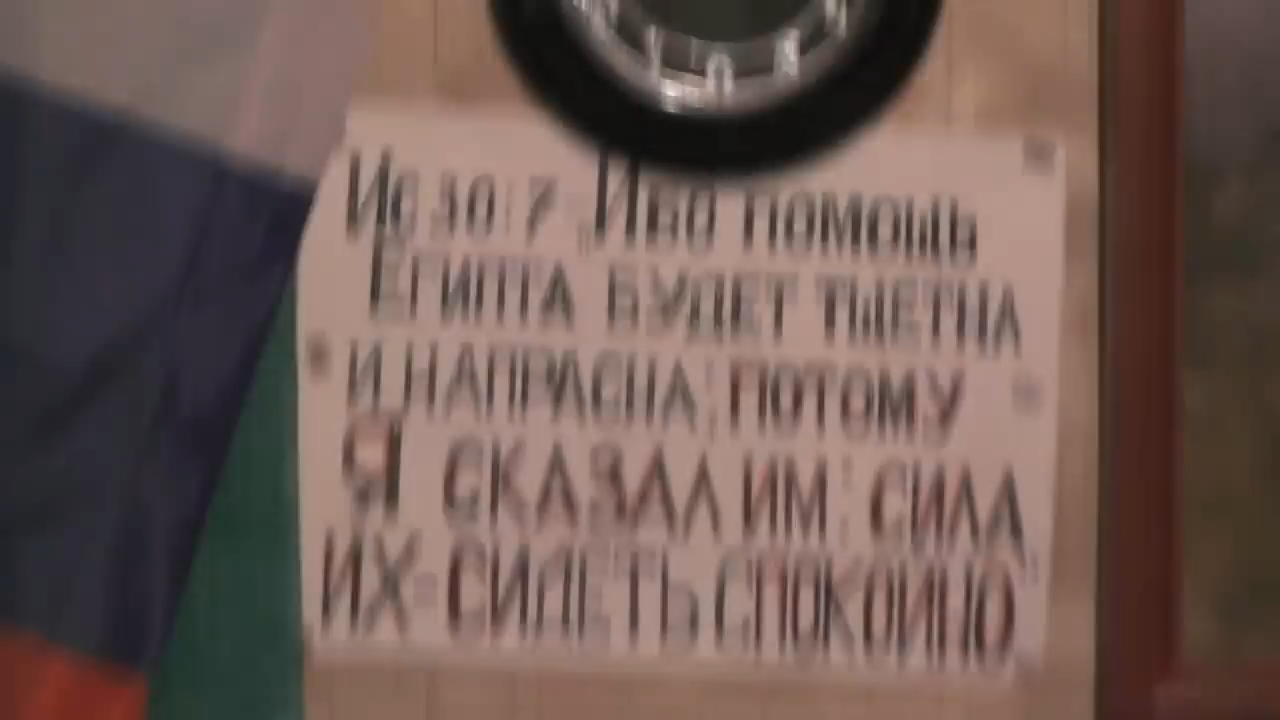 Ис 30:7 „Ибо помощь
Египта будет тщетна
и напрасна; потому
Я сказал им: сила
их - сидеть спокойно"